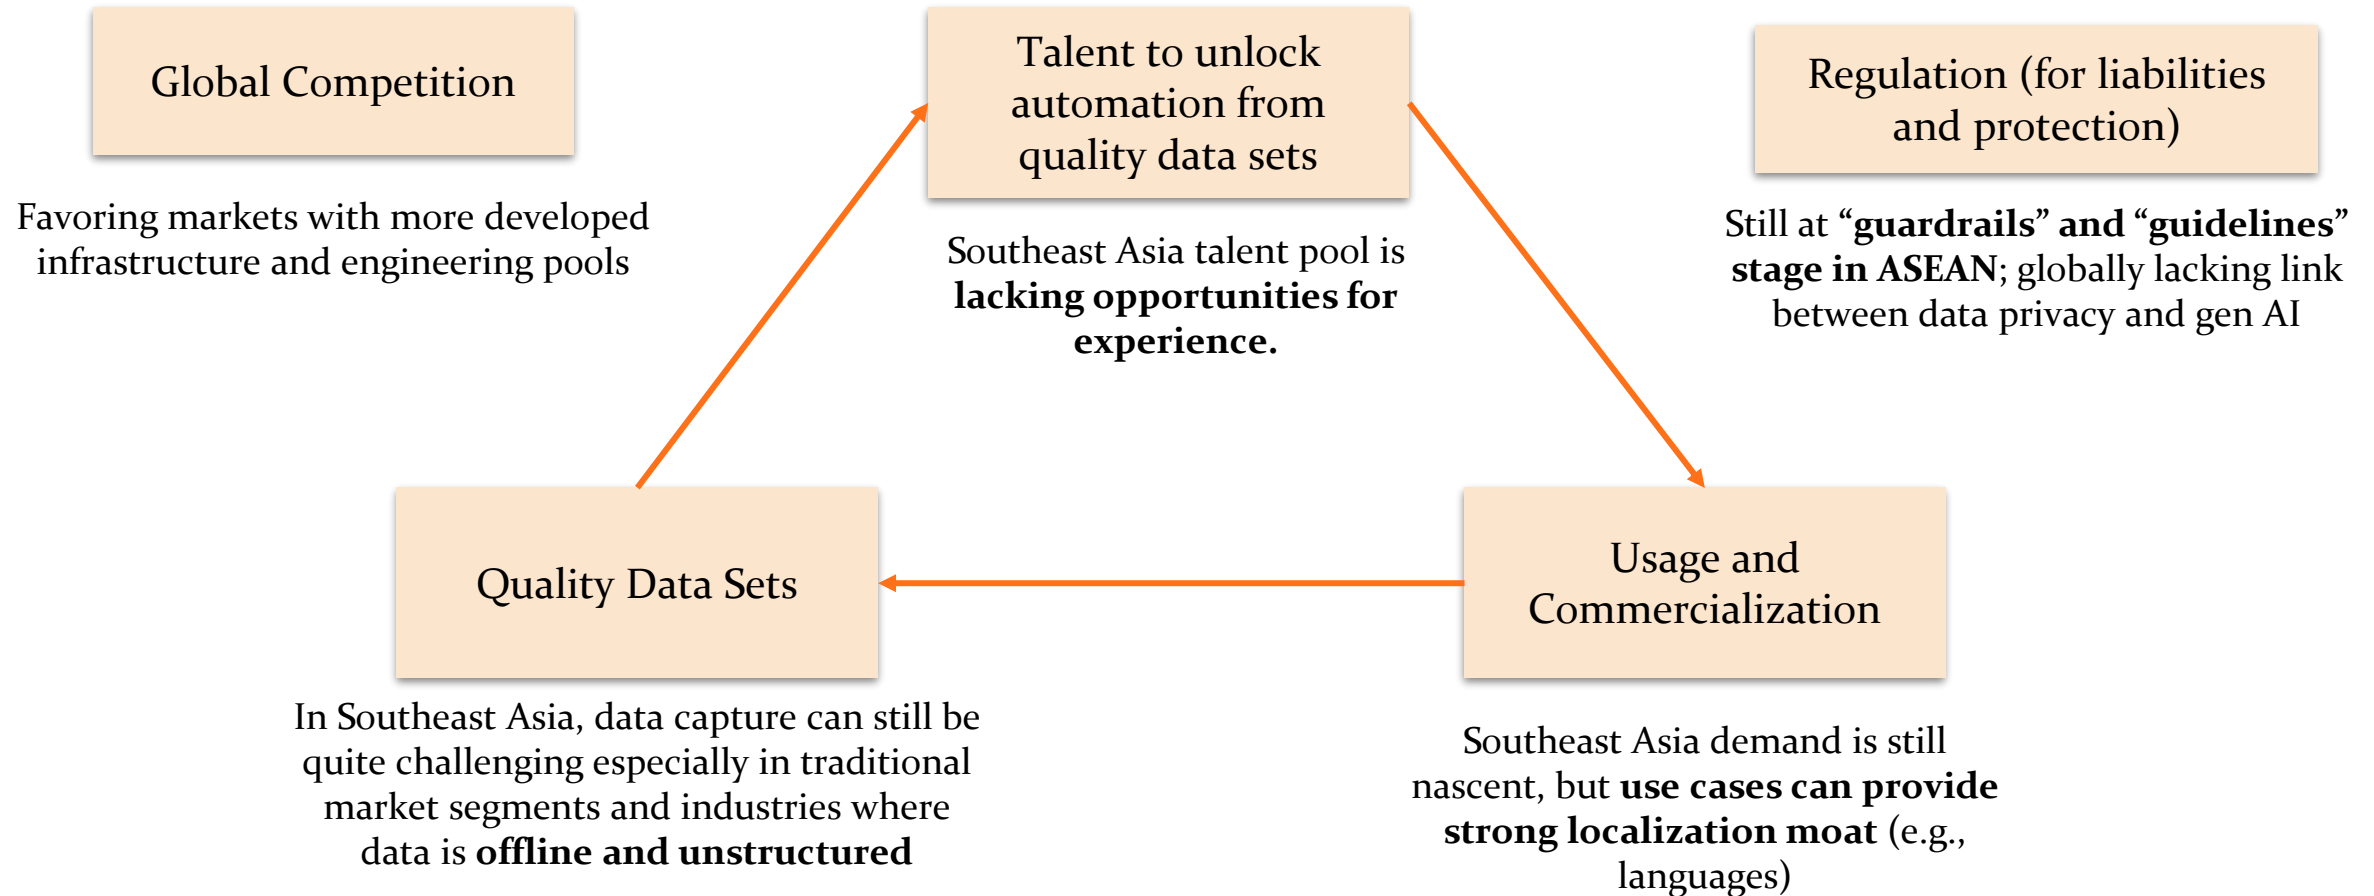 Global Competition
Favoring markets with more developed
infrastructure and engineering pools
Talent to unlock
automation from
quality data sets
Southeast Asia talent pool is
lacking opportunities for
experience.
Regulation (for liabilities
and protection)
Still at “guardrails” and “guidelines”
stage in ASEAN; globally lacking link
between data privacy and gen AI
Quality Data Sets
In Southeast Asia, data capture can still be
quite challenging especially in traditional
market segments and industries where
data is offline and unstructured
Usage and
Commercialization
Southeast Asia demand is still
nascent, but use cases can provide
strong localization moat (e.g.,
languages)